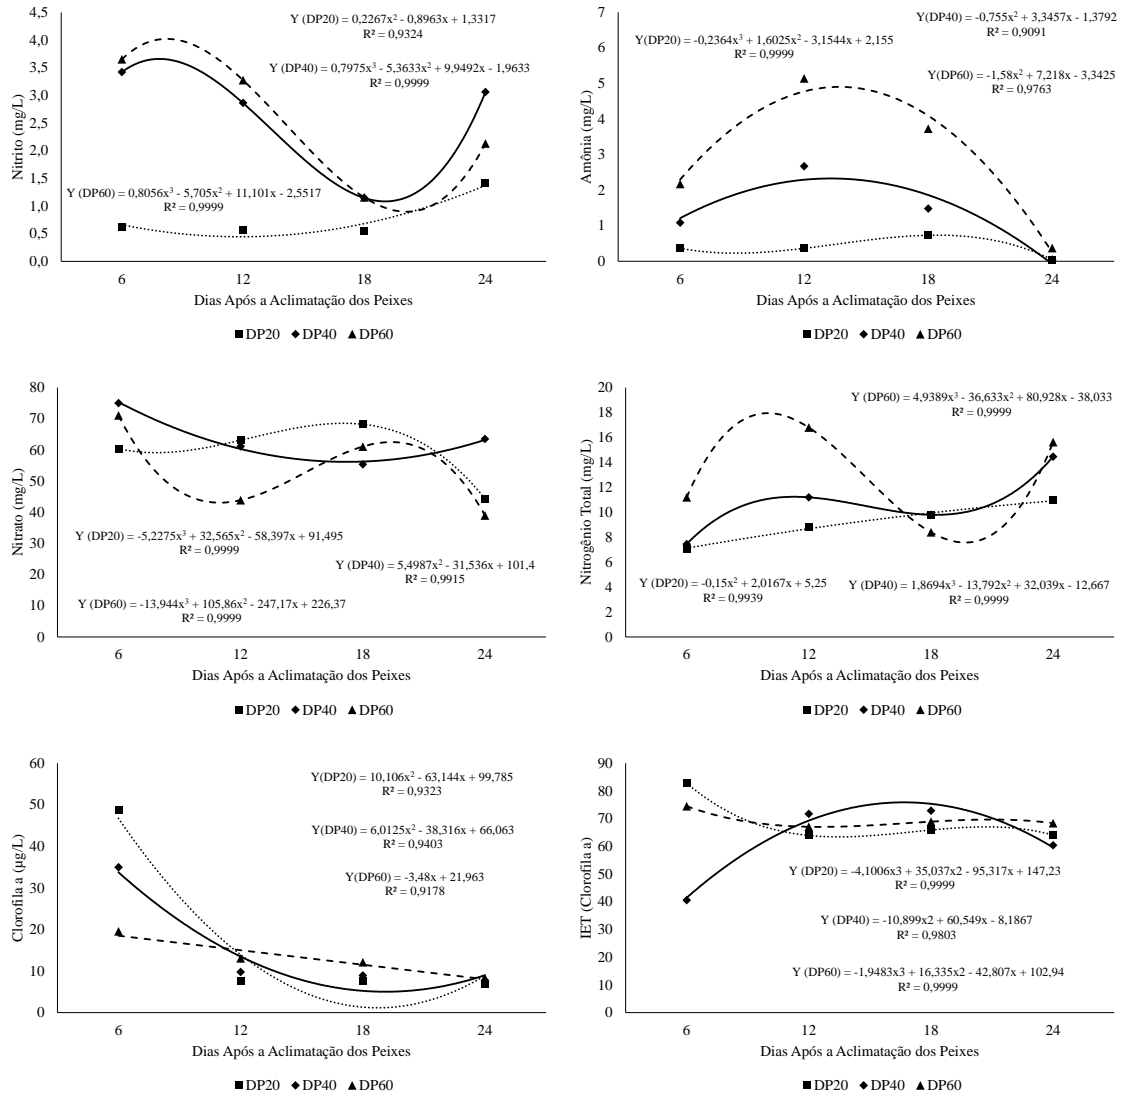 Y (DP20) = 0,2267x² - 0,8963x + 1,3317
R² = 0,9324
Y (DP40) = 0,7975x³ - 5,3633x² + 9,9492x - 1,9633
R² = 0,9999
Y (DP60) = 0,8056x³ - 5,705x² + 11,101x - 2,5517
R² = 0,9999
Nitrito (mg/L)
4,5
4,0
3,5
3,0
2,5
2,0
1,5
1,0
0,5
0,0
6 12 18 24
Dias Após a Aclimatação dos Peixes
DP20 DP40 DP60
Y(DP40) = -0,755x² + 3,3457x - 1,3792
R² = 0,9091
Y(DP20) = -0,2364x³ + 1,6025x² - 3,1544x + 2,155
R² = 0,9999
Y(DP60) = -1,58x² + 7,218x - 3,3425
R² = 0,9763
Amônia (mg/L)
7
6
5
4
3
2
1
0
6 12 18 24
Dias Após a Aclimatação dos Peixes
DP20 DP40 DP60
Nitrato (mg/L)
80
70
60
50
40
30
20
10
0
Y (DP20) = -5,2275x³ + 32,565x² - 58,397x + 91,495
R² = 0,9999
Y (DP40) = 5,4987x² - 31,536x + 101,4
R² = 0,9915
Y (DP60) = -13,944x³ + 105,86x² - 247,17x + 226,37
R² = 0,9999
6 12 18 24
Dias Após a Aclimatação dos Peixes
DP20 DP40 DP60
Nitrogênio Total (mg/L)
20
18
16
14
12
10
8
6
4
2
0
Y (DP60) = 4,9389x³ - 36,633x² + 80,928x - 38,033
R² = 0,9999
Y (DP20) = -0,15x² + 2,0167x + 5,25
R² = 0,9939
Y (DP40) = 1,8694x³ - 13,792x² + 32,039x - 12,667
R² = 0,9999
6 12 18 24
Dias Após a Aclimatação dos Peixes
DP20 DP40 DP60
Clorofila a (µg/L)
60
50
40
30
20
10
0
Y(DP20) = 10,106x² - 63,144x + 99,785
R² = 0,9323
Y(DP40) = 6,0125x² - 38,316x + 66,063
R² = 0,9403
Y(DP60) = -3,48x + 21,963
R² = 0,9178
6 12 18 24
Dias Após a Aclimatação dos Peixes
DP20 DP40 DP60
IET (Clorofila a)
90
80
70
60
50
40
30
20
10
0
Y (DP20) = -4,1006x3 + 35,037x2 - 95,317x + 147,23
R² = 0,9999
Y (DP40) = -10,899x2 + 60,549x - 8,1867
R² = 0,9803
Y (DP60) = -1,9483x3 + 16,335x2 - 42,807x + 102,94
R² = 0,9999
6 12 18 24
Dias Após a Aclimatação dos Peixes
DP20 DP40 DP60